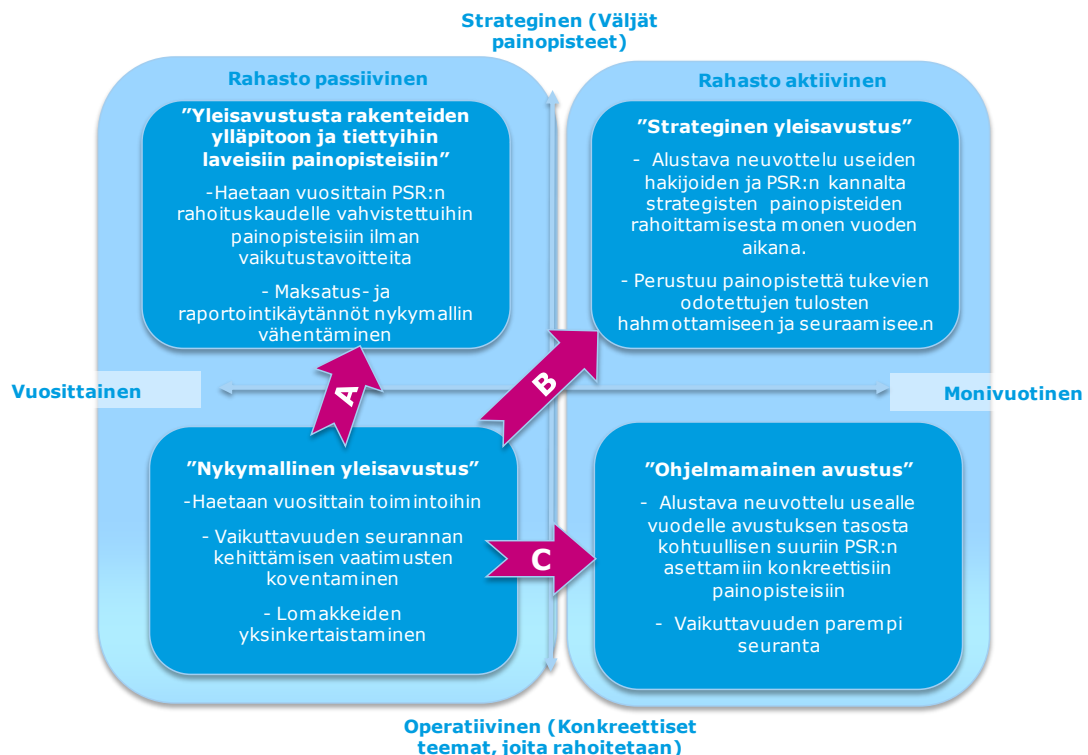 Strateginen (Väljät
painopisteet)
Rahasto passiivinen
"Yleisavustusta rakenteiden
ylläpitoon ja tiettyihin
laveisiin painopisteisiin"
-Haetaan vuosittain PSR:n
rahoituskaudelle vahvistettuihin
painopisteisiin ilman
vaikutustavoitteita
- Maksatus- ja
raportointikäytännöt nykymallin
vähentäminen
Rahasto aktiivinen
"Strateginen yleisavustus"
- Alustava neuvottelu useiden
hakijoiden ja PSR:n kannalta
strategisten painopisteiden
rahoittamisesta monen vuoden
aikana.
- Perustuu painopistettä tukevien
odotettujen tulosten
hahmottamiseen ja seuraamisee.n
A
B
Vuosittainen
Monivuotinen
"Nykymallinen yleisavustus"
-Haetaan vuosittain toimintoihin
- Vaikuttavuuden seurannan
kehittämisen vaatimusten
koventaminen
- Lomakkeiden
yksinkertaistaminen
C
"Ohjelmamainen avustus"
- Alustava neuvottelu usealle
vuodelle avustuksen tasosta
kohtuullisen suuriin PSR:n
asettamiin konkreettisiin
painopisteisiin
- Vaikuttavuuden parempi
seuranta
Operatiivinen (Konkreettiset
teemat, joita rahoitetaan)